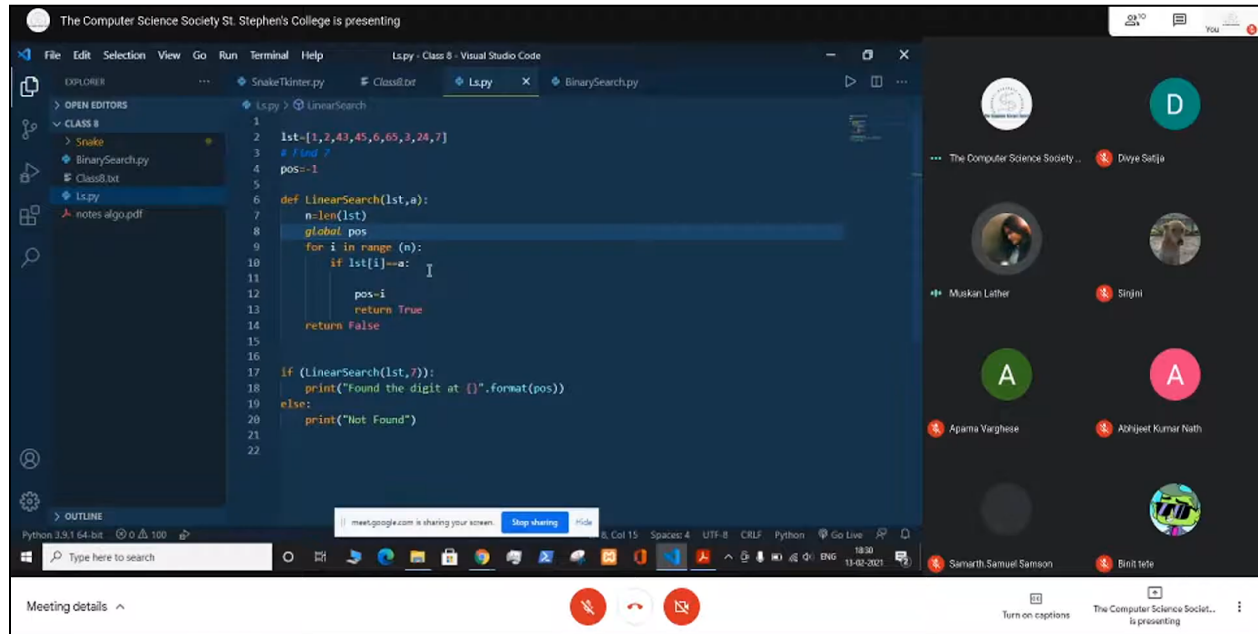 The Computer Science Society St. Stephen's College is presenting
10
You
File Edit Selection View Go Run Terminal Help
Ls.py - Class 8 - Visual Studio Code
EXPLORER
SnakeTkinter.py
Class8.txt
Ls.py
BinarySearch.py
OPEN EDITORS
CLASS 8
Snake
BinarySearch.py
Class8.txt
Ls.py
notes algo.pdf
OUTLINE
Ls.py > LinearSearch
1
2 lst=[1,2,43,45,6,65,3,24,7]
3 # Find 7
4 pos=-1
5
6 def LinearSearch(lst,a):
7 n=len(lst)
8 global pos
9 for i in range (n):
10 if lst[i]==a:
11
12 pos=i
13 return True
14 return False
15
16
17 if (LinearSearch(lst,7)):
18 print("Found the digit at {}".format(pos))
19 else:
20 print("Not Found")
21
22
meet.google.com is sharing your screen.
Stop sharing
Hide
Python 3.9.1 64-bit 0 100
8, Col 15 Spaces: 4 UTF-8 CRLF Python Go Live
Type here to search
ENG
18:30
13-02-2021
2
The Computer Science Society..
D
Divye Satija
Muskan Lather
Sinjini
A
Aparna Varghese
A
Abhijeet Kumar Nath
Samarth.Samuel Samson
Binit tete
Meeting details
Turn on captions
The Computer Science Societ...
is presenting